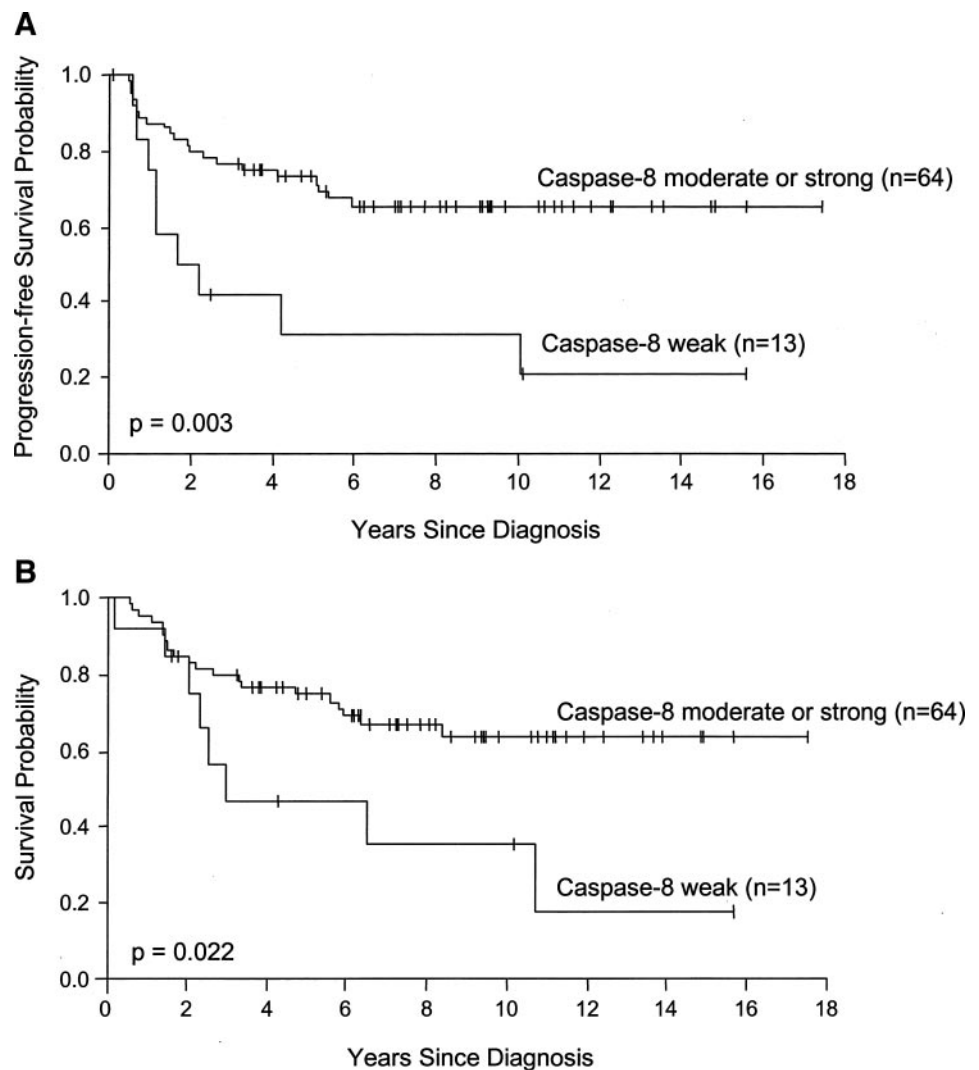 A
Progression-free Survival Probability
1.0
0.8
0.6
0.4
0.2
0.0
Caspase-8 moderate or strong (n=64)
Caspase-8 weak (n=13)
p = 0.003
0 2 4 6 8 10 12 14 16 18
Years Since Diagnosis
B
Survival Probability
1.0
0.8
0.6
0.4
0.2
0.0
Caspase-8 moderate or strong (n=64)
Caspase-8 weak (n=13)
p = 0.022
0 2 4 6 8 10 12 14 16 18
Years Since Diagnosis